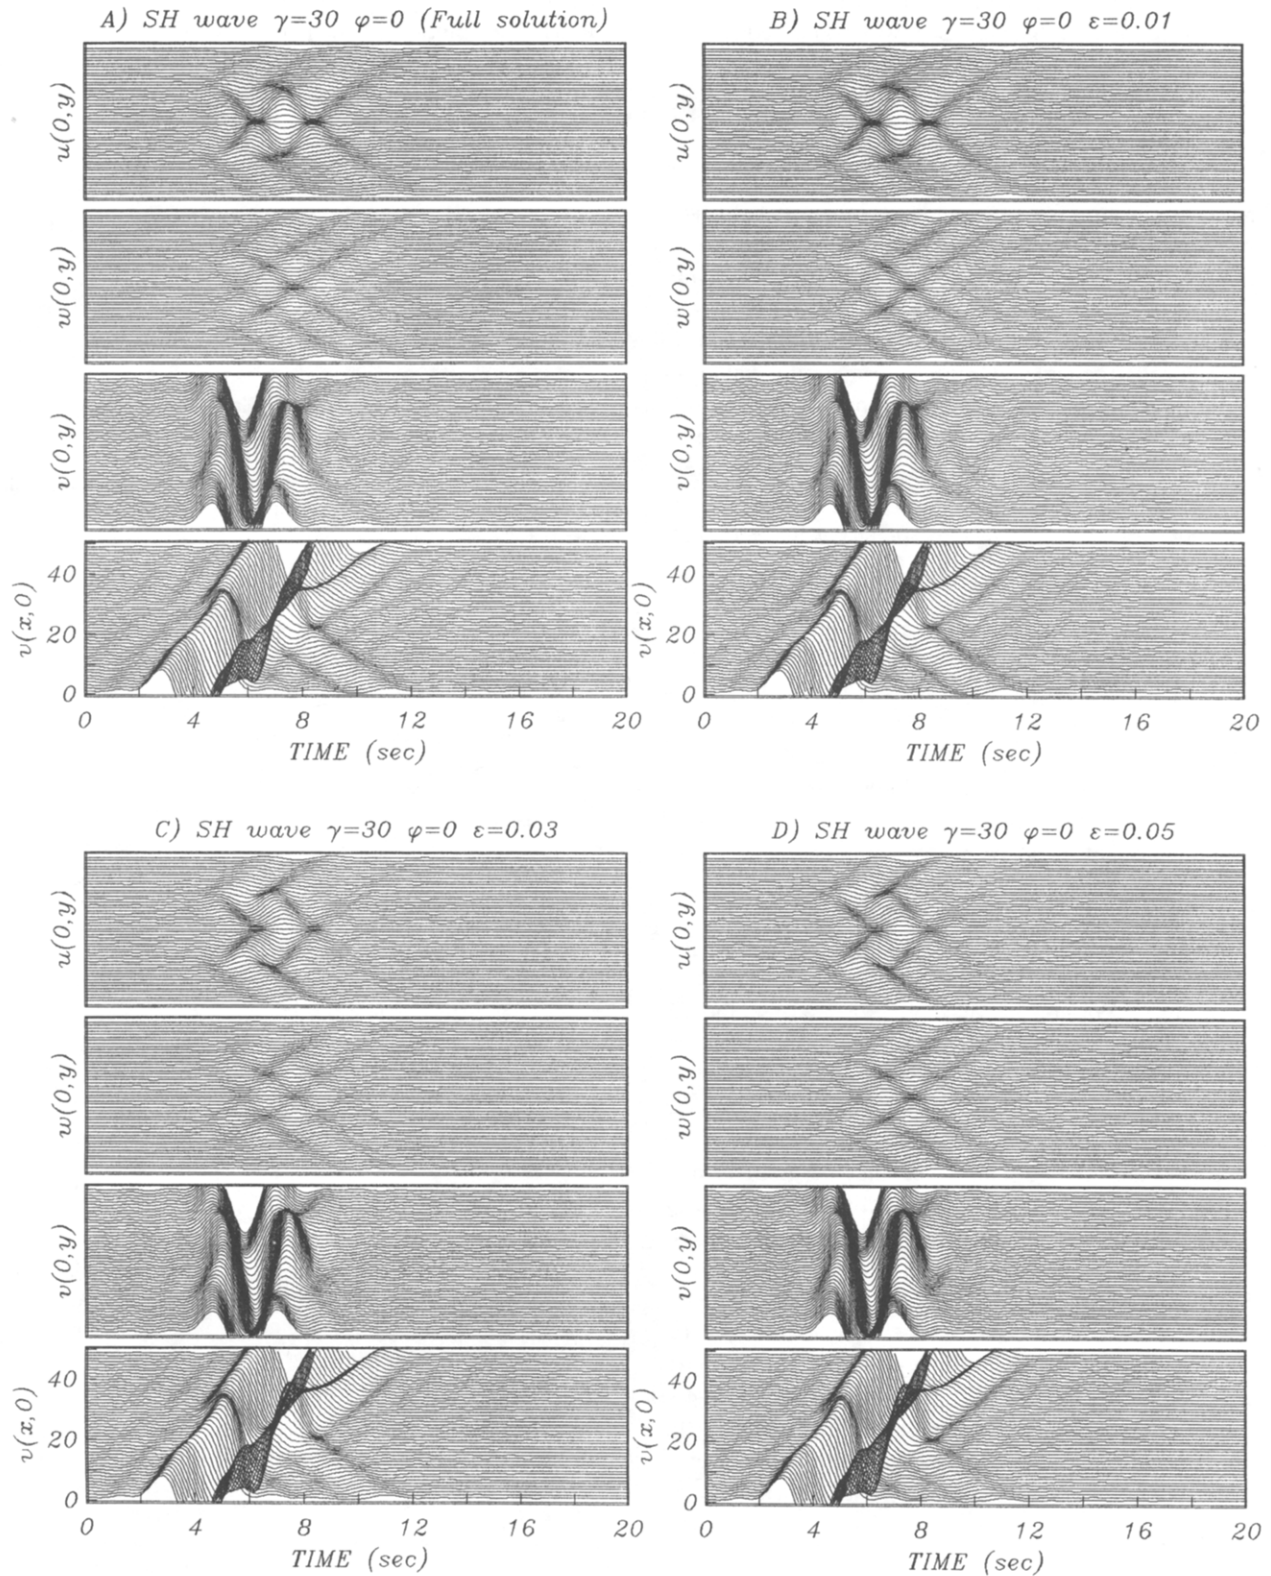 A) SH wave γ=30 φ=0 (Full solution)
u(0,y)
w(0,y)
v(0,y)
v(x,0)
40
20
0
0 4 8 12 16 20
TIME (sec)
B) SH wave γ=30 φ=0 ε=0.01
u(0,y)
w(0,y)
v(0,y)
v(x,0)
40
20
0
0 4 8 12 16 20
TIME (sec)
C) SH wave γ=30 φ=0 ε=0.03
u(0,y)
w(0,y)
v(0,y)
v(x,0)
40
20
0
0 4 8 12 16 20
TIME (sec)
D) SH wave γ=30 φ=0 ε=0.05
u(0,y)
w(0,y)
v(0,y)
v(x,0)
40
20
0
0 4 8 12 16 20
TIME (sec)